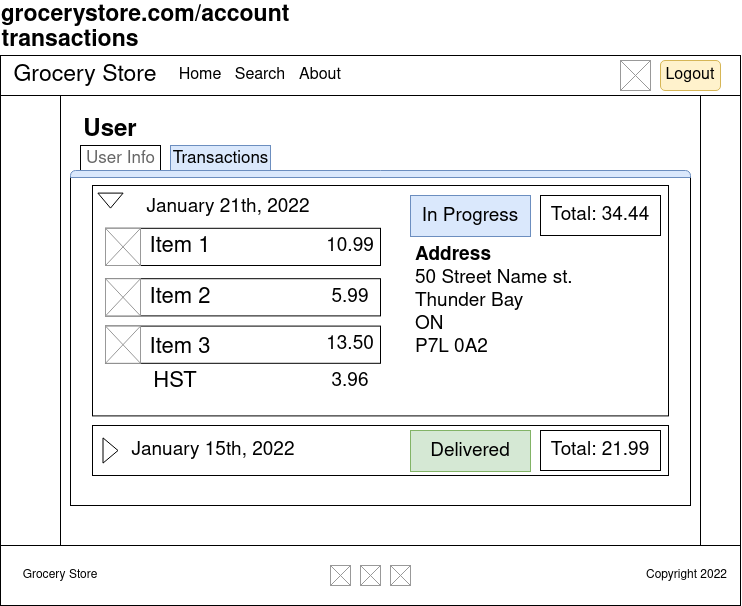 grocerystore.com/account
transactions
Grocery Store Home Search About Logout
User
User Info Transactions
January 21th, 2022 In Progress Total: 34.44
Item 1 10.99
Item 2 5.99
Item 3 13.50
HST 3.96
Address
50 Street Name st.
Thunder Bay
ON
P7L 0A2
January 15th, 2022 Delivered Total: 21.99
Grocery Store Copyright 2022